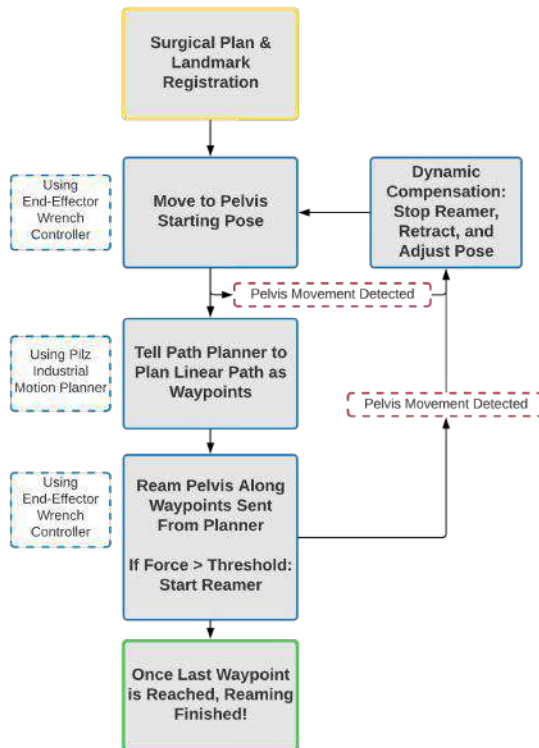 Surgical Plan &
Landmark
Registration
Using
End-Effector
Wrench
Controller
Move to Pelvis
Starting Pose
Dynamic
Compensation:
Stop Reamer,
Retract, and
Adjust Pose
Pelvis Movement Detected
Using Pilz
Industrial
Motion Planner
Tell Path Planner to
Plan Linear Path as
Waypoints
Pelvis Movement Detected
Using
End-Effector
Wrench
Controller
Ream Pelvis Along
Waypoints Sent
From Planner
If Force > Threshold:
Start Reamer
Once Last Waypoint
is Reached, Reaming
Finished!